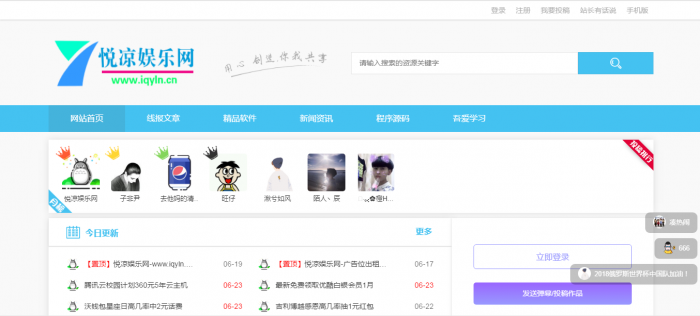 登录 注册 我要投稿 站长有话说 手机版
悦凉娱乐网
www.iqyln.cn
用心 创造,你我共享
请输入搜索的资源关键字
网站首页 线报文章 精品软件 新闻资讯 程序源码 吾爱学习
投稿排行
悦凉娱乐网 子非尹 去他吗的清.. 旺仔 湫兮如风 陌人、辰
今日更新 更多
【置顶】悦凉娱乐网-www.iqyln.... 06-19 【置顶】悦凉娱乐网-广告位出租... 06-17
腾讯云校园计划360元5年云主机 06-23 最新免费领取优酷白银会员1月 06-23
沃钱包星座日高几率中2元话费 06-23 吉利博越感恩高几率抽1元红包 06-22
温热闹
立即登录
666
2018俄罗斯世界杯中国队加油!
发送弹幕/投稿作品